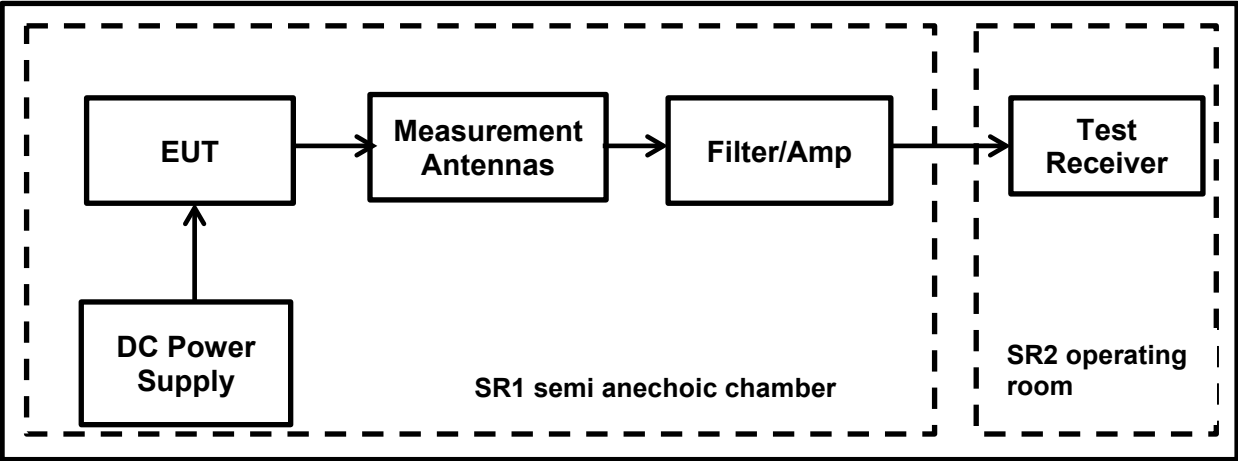 EUT
Measurement
Antennas
Filter/Amp
Test
Receiver
DC Power
Supply
SR1 semi anechoic chamber
SR2 operating
room